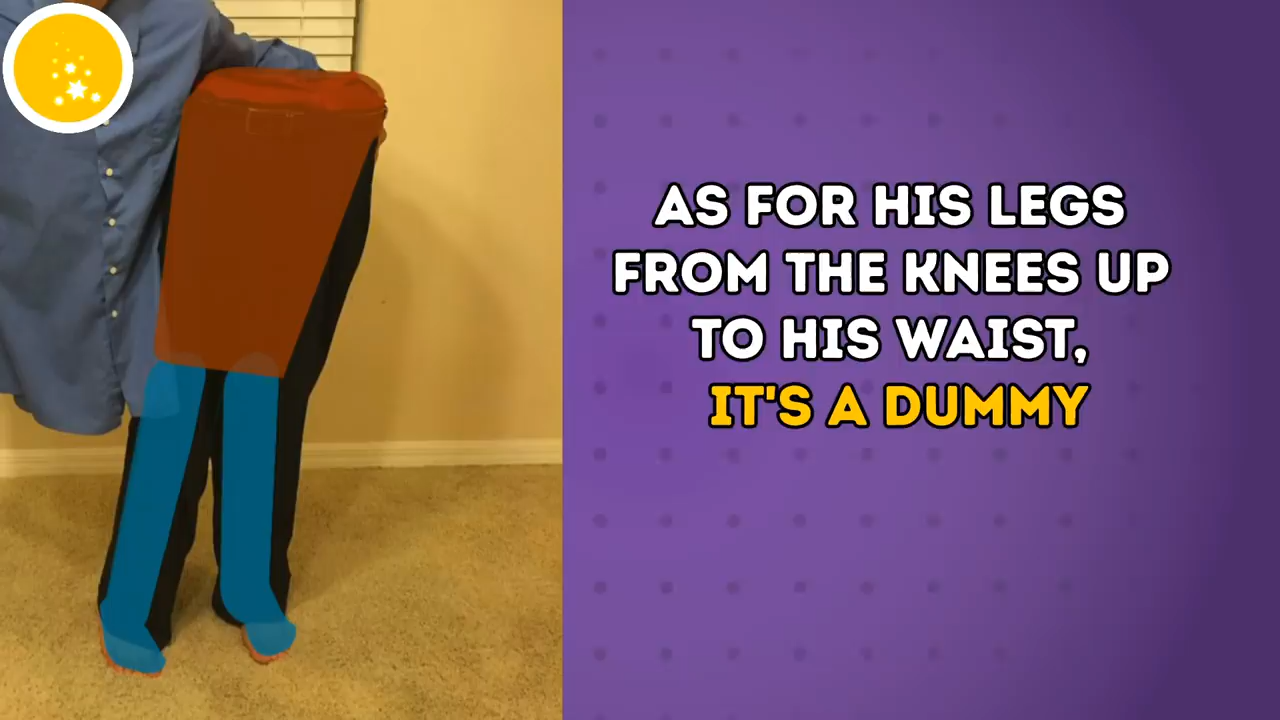 AS FOR HIS LEGS
FROM THE KNEES UP
TO HIS WAIST,
IT'S A DUMMY